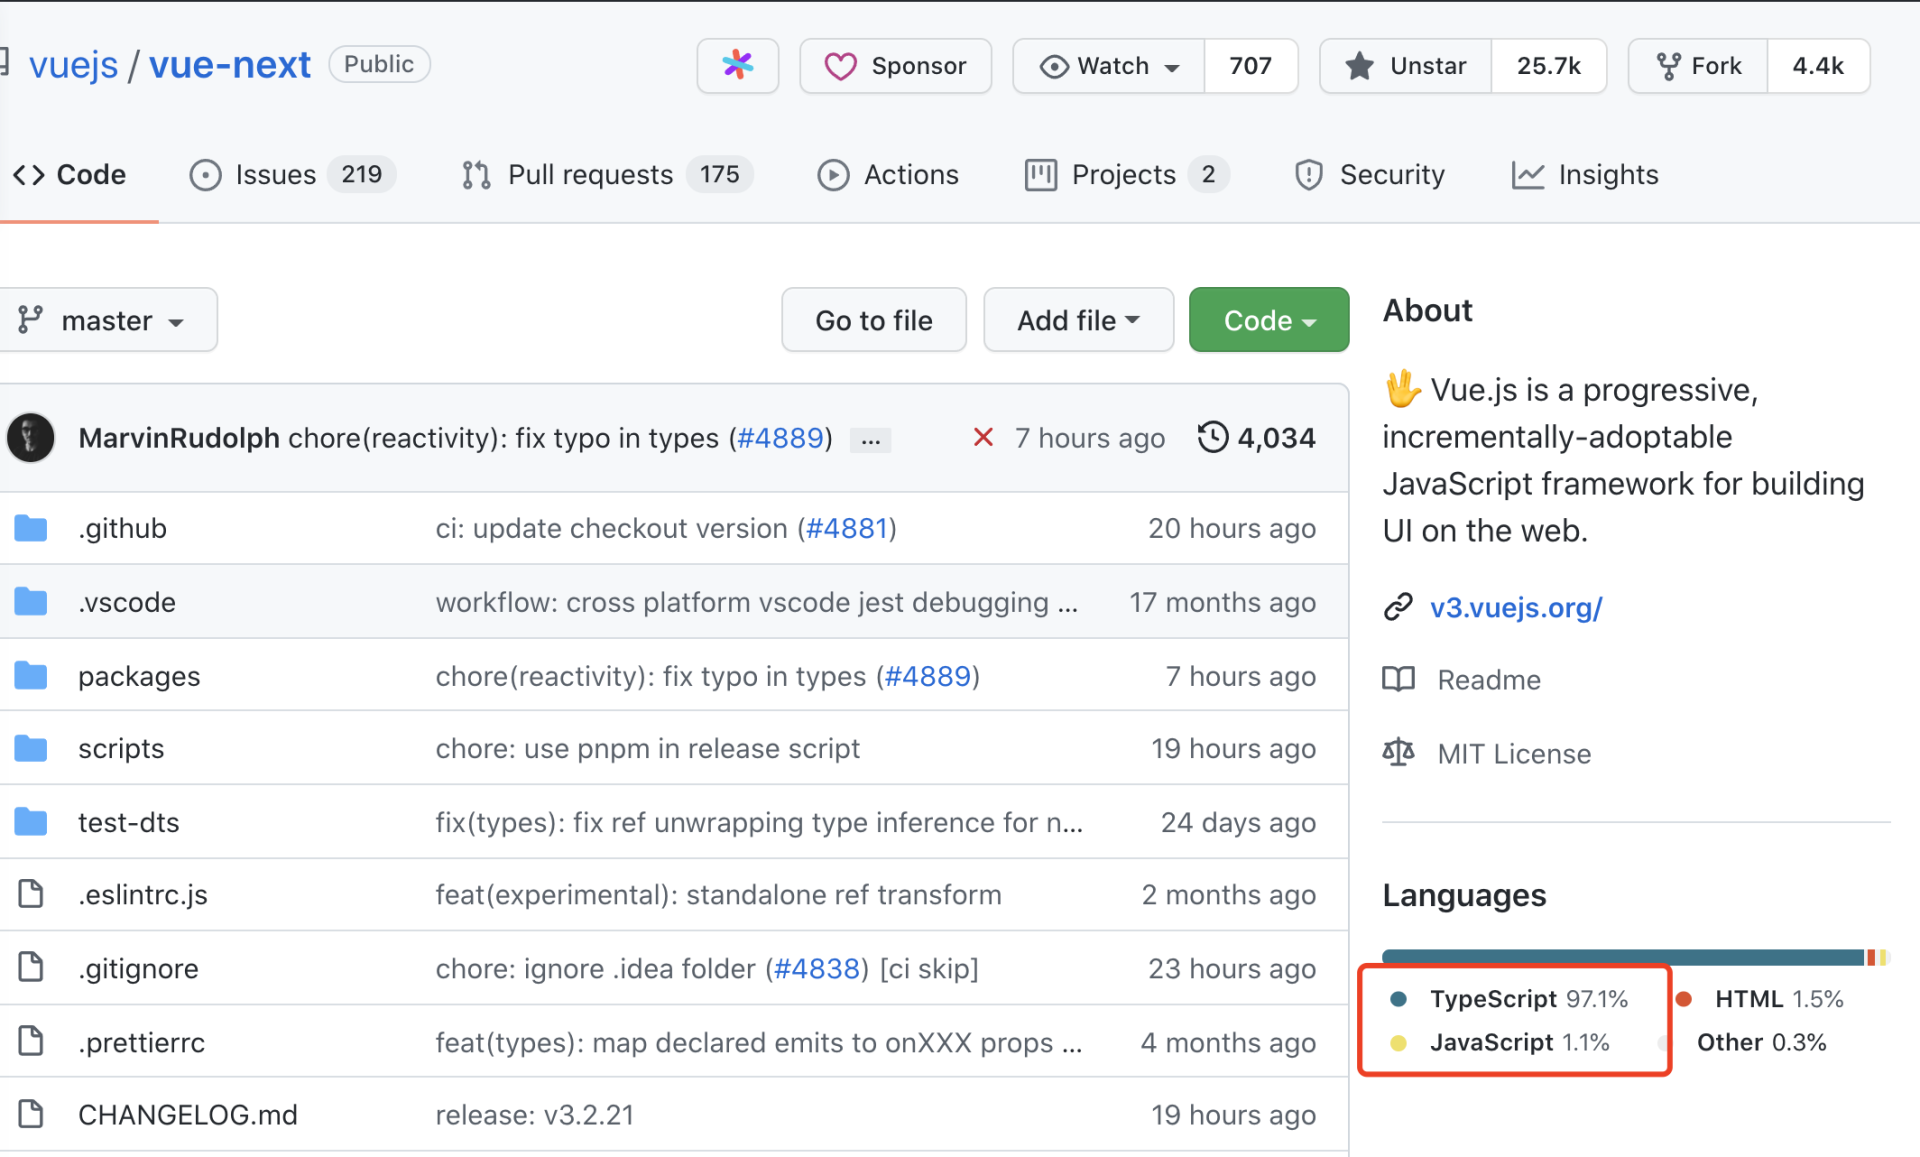 vuejs / vue-next Public Sponsor Watch 707 Unstar 25.7k Fork 4.4k
Code Issues 219 Pull requests 175 Actions Projects 2 Security Insights
master Go to file Add file Code
MarvinRudolph chore(reactivity): fix typo in types (#4889) ... 7 hours ago 4,034
.github ci: update checkout version (#4881) 20 hours ago
.vscode workflow: cross platform vscode jest debugging ... 17 months ago
packages chore(reactivity): fix typo in types (#4889) 7 hours ago
scripts chore: use pnpm in release script 19 hours ago
test-dts fix(types): fix ref unwrapping type inference for n... 24 days ago
.eslintrc.js feat(experimental): standalone ref transform 2 months ago
.gitignore chore: ignore .idea folder (#4838) [ci skip] 23 hours ago
.prettierrc feat(types): map declared emits to onXXX props ... 4 months ago
CHANGELOG.md release: v3.2.21 19 hours ago
About
🖖 Vue.js is a progressive,
incrementally-adoptable
JavaScript framework for building
UI on the web.
v3.vuejs.org/
Readme
MIT License
Languages
TypeScript 97.1% HTML 1.5%
JavaScript 1.1% Other 0.3%